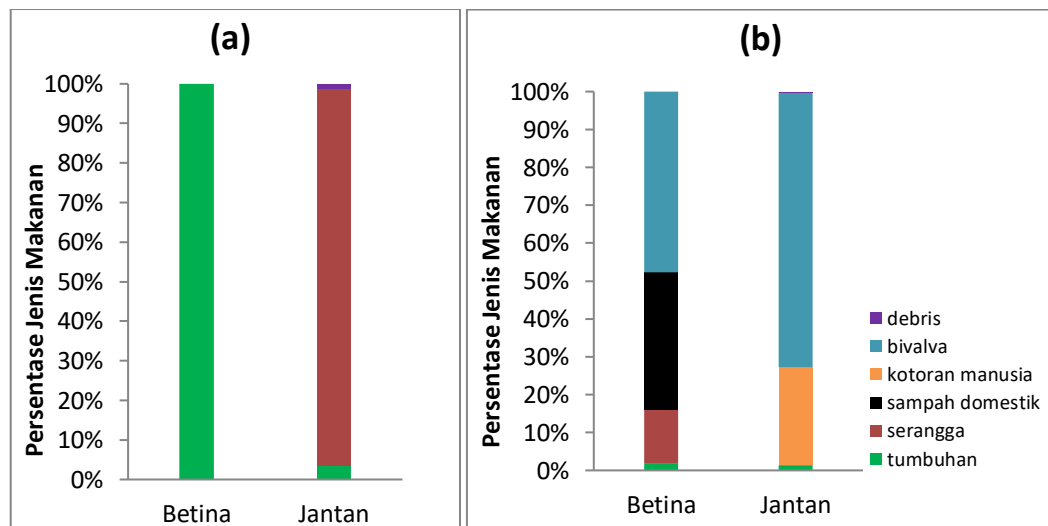 (a)
Persentase Jenis Makanan
100%
90%
80%
70%
60%
50%
40%
30%
20%
10%
0%
Betina Jantan
(b)
Persentase Jenis Makanan
100%
90%
80%
70%
60%
50%
40%
30%
20%
10%
0%
Betina Jantan
debris
bivalva
kotoran manusia
sampah domestik
serangga
tumbuhan